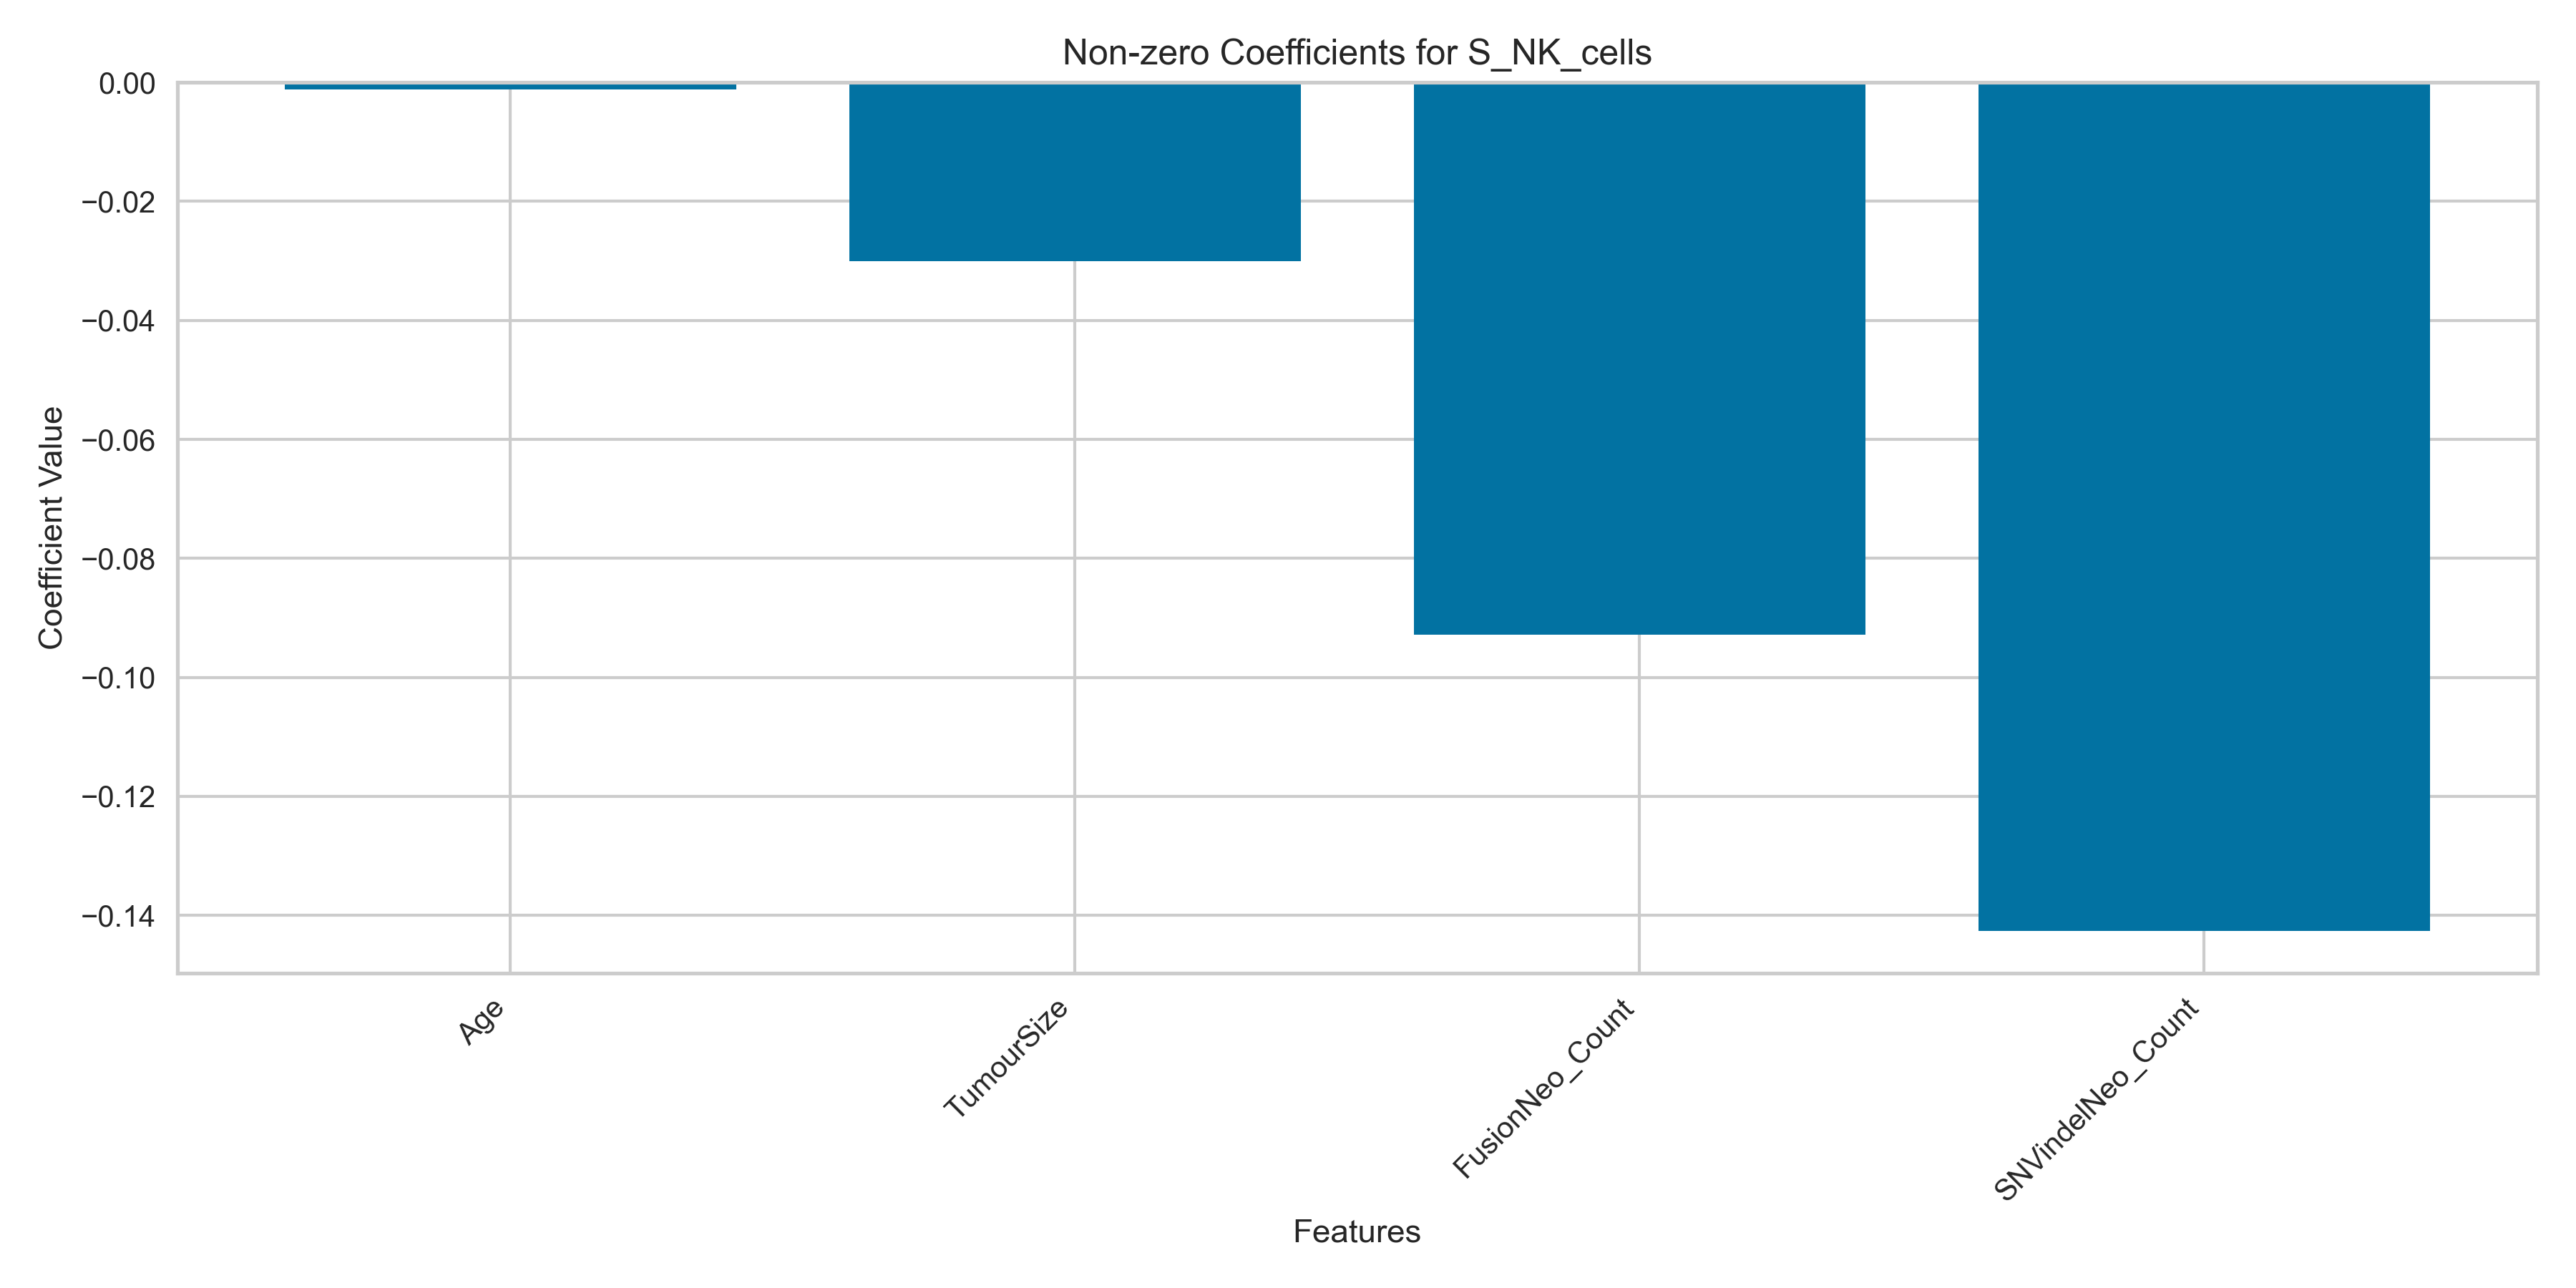 Non-zero Coefficients for S_NK_cells
0.00
−0.02
−0.04
−0.06
−0.08
−0.10
−0.12
−0.14
Coefficient Value
Age
TumourSize
FusionNeo_Count
SNVindelNeo_Count
Features